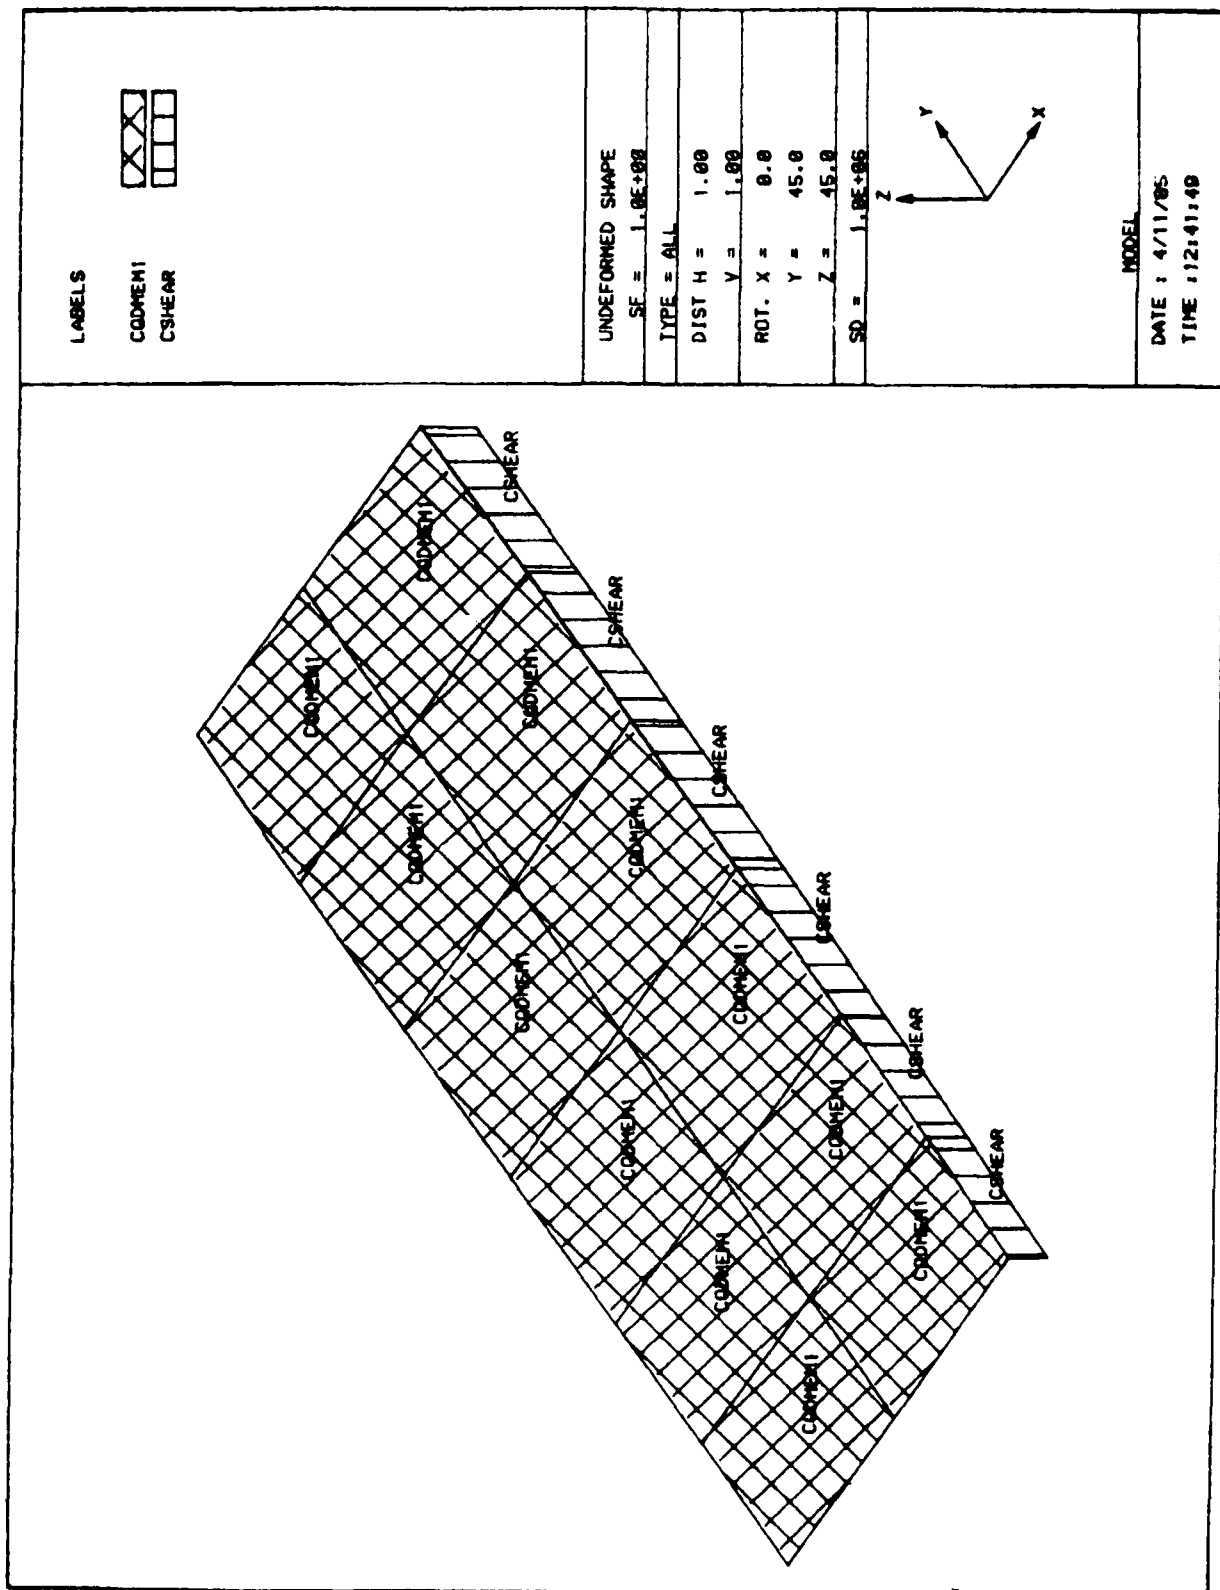 LABELS
CQDMEM1
CSHEAR
UNDEFORMED SHAPE
SF = 1.0E+00
TYPE = ALL
DIST H = 1.00
V = 1.00
ROT. X = 0.0
Y = 45.0
Z = 45.0
SD = 1.0E+06
Z
Y
X
MODEL
DATE : 4/11/85
TIME :12:41:40
CQDMEM1
CQDMEM1
CSHEAR
CQDMEM1
CQDMEM1
CSHEAR
CQDMEM1
CQDMEM1
CSHEAR
CQDMEM1
CQDMEM1
CSHEAR
CQDMEM1
CQDMEM1
CSHEAR
CQDMEM1
CQDMEM1
CSHEAR